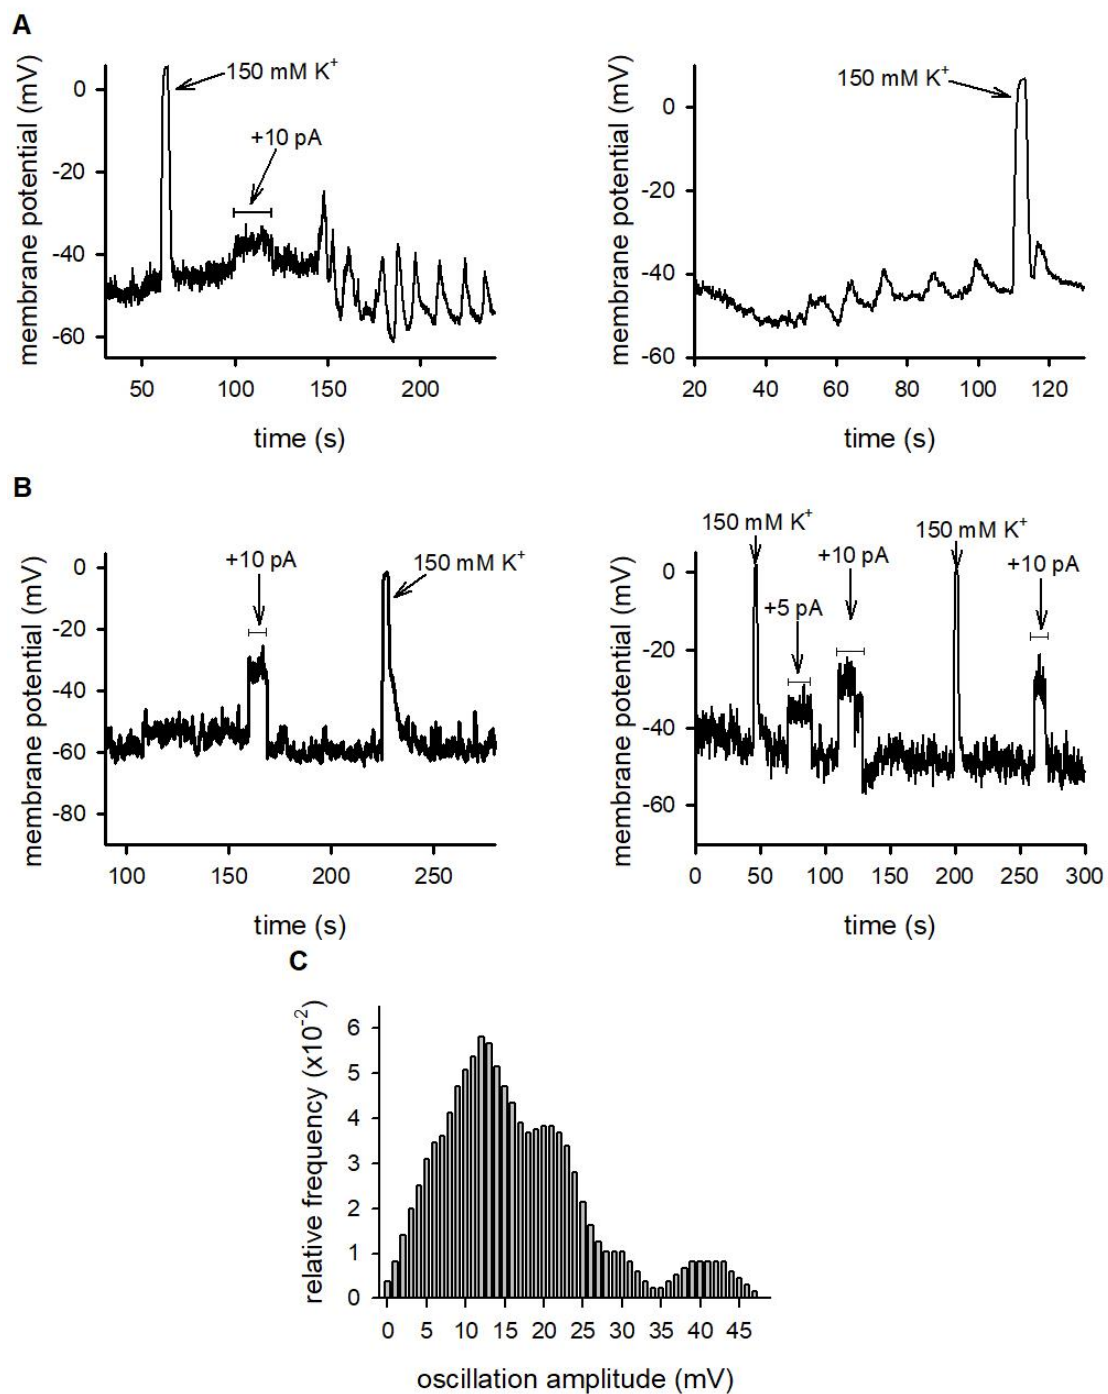 A
membrane potential (mV)
0
-20
-40
-60
150 mM K⁺
+10 pA
50 100 150 200
time (s)
membrane potential (mV)
0
-20
-40
-60
150 mM K⁺
20 40 60 80 100 120
time (s)
B
membrane potential (mV)
0
-20
-40
-60
-80
+10 pA
150 mM K⁺
100 150 200 250
time (s)
membrane potential (mV)
0
-20
-40
-60
150 mM K⁺
150 mM K⁺
+10 pA
+10 pA
+5 pA
0 50 100 150 200 250 300
time (s)
C
relative frequency (x10⁻²)
6
5
4
3
2
1
0
0 5 10 15 20 25 30 35 40 45
oscillation amplitude (mV)